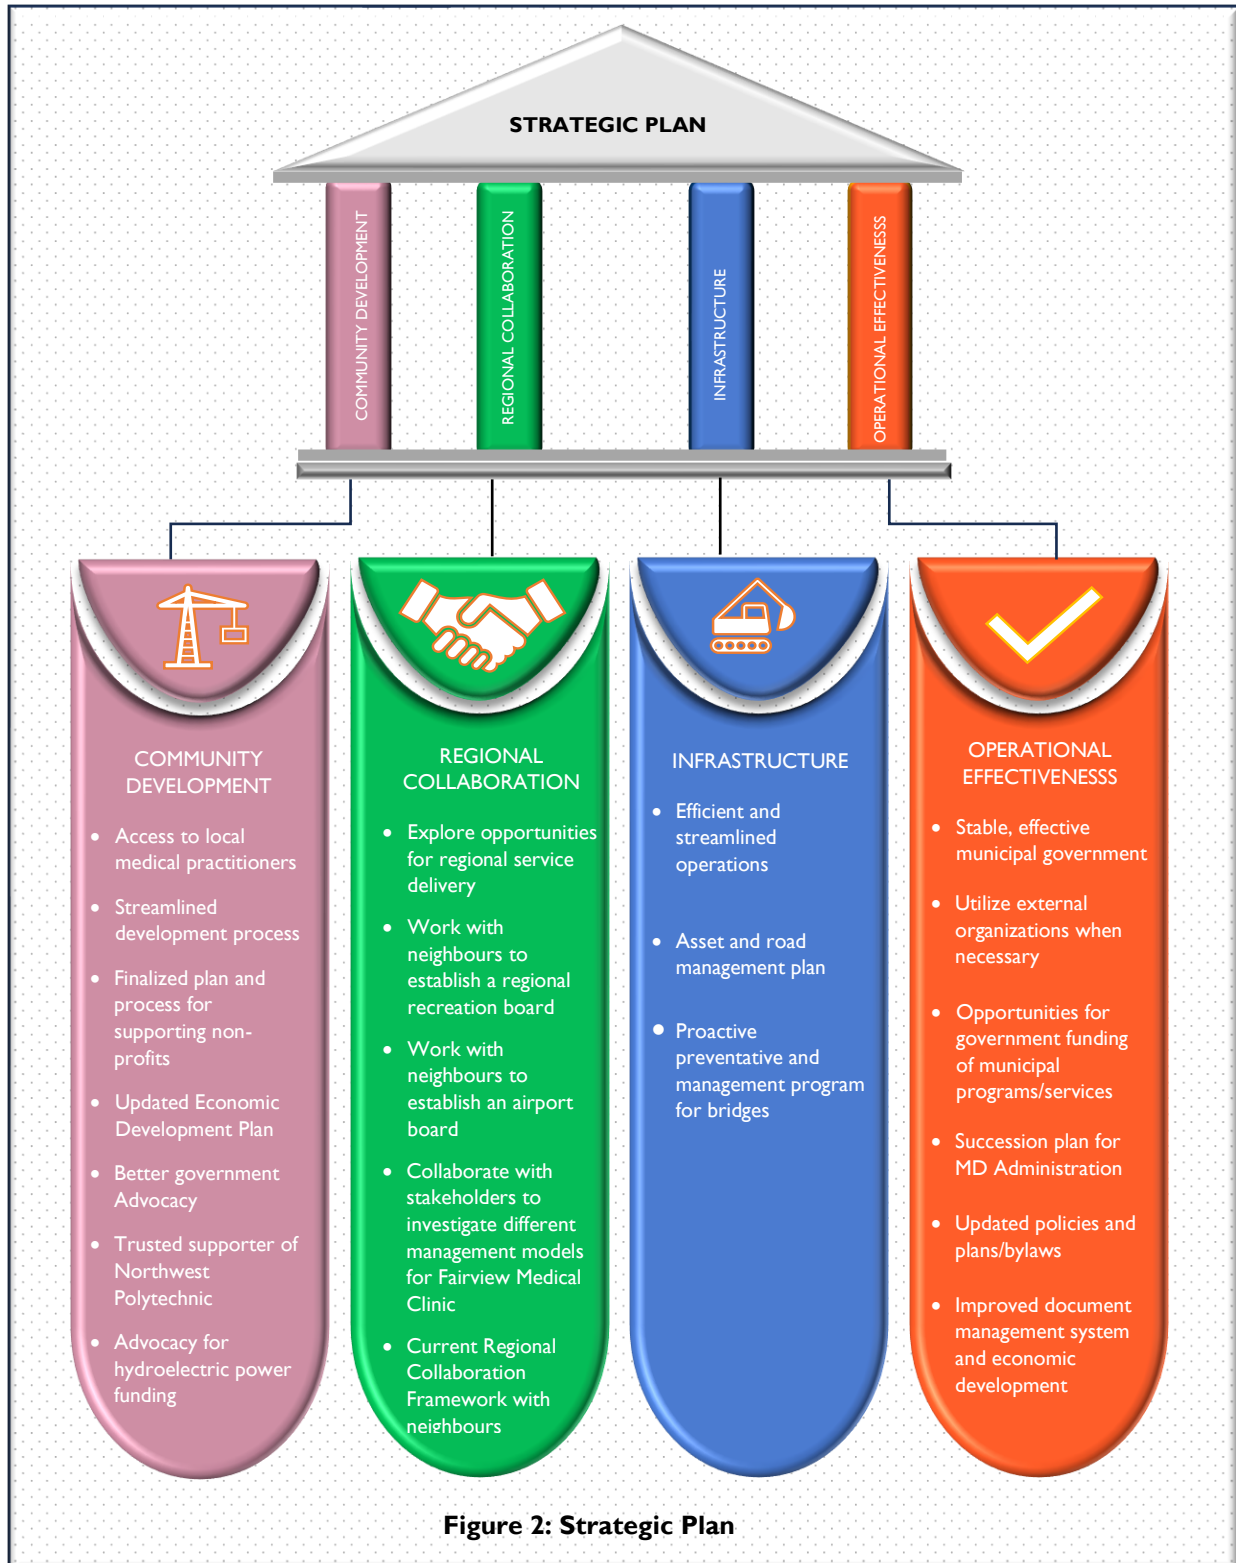 STRATEGIC PLAN
COMMUNITY DEVELOPMENT
REGIONAL COLLABORATION
INFRASTRUCTURE
OPERATIONAL EFFECTIVENESSS
COMMUNITY
DEVELOPMENT
• Access to local
medical practitioners
• Streamlined
development process
• Finalized plan and
process for
supporting non-
profits
• Updated Economic
Development Plan
• Better government
Advocacy
• Trusted supporter of
Northwest
Polytechnic
• Advocacy for
hydroelectric power
funding
REGIONAL
COLLABORATION
• Explore opportunities
for regional service
delivery
• Work with
neighbours to
establish a regional
recreation board
• Work with
neighbours to
establish an airport
board
• Collaborate with
stakeholders to
investigate different
management models
for Fairview Medical
Clinic
• Current Regional
Collaboration
Framework with
neighbours
INFRASTRUCTURE
• Efficient and
streamlined
operations
• Asset and road
management plan
• Proactive
preventative and
management program
for bridges
OPERATIONAL
EFFECTIVENESSS
• Stable, effective
municipal government
• Utilize external
organizations when
necessary
• Opportunities for
government funding
of municipal
programs/services
• Succession plan for
MD Administration
• Updated policies and
plans/bylaws
• Improved document
management system
and economic
development
Figure 2: Strategic Plan